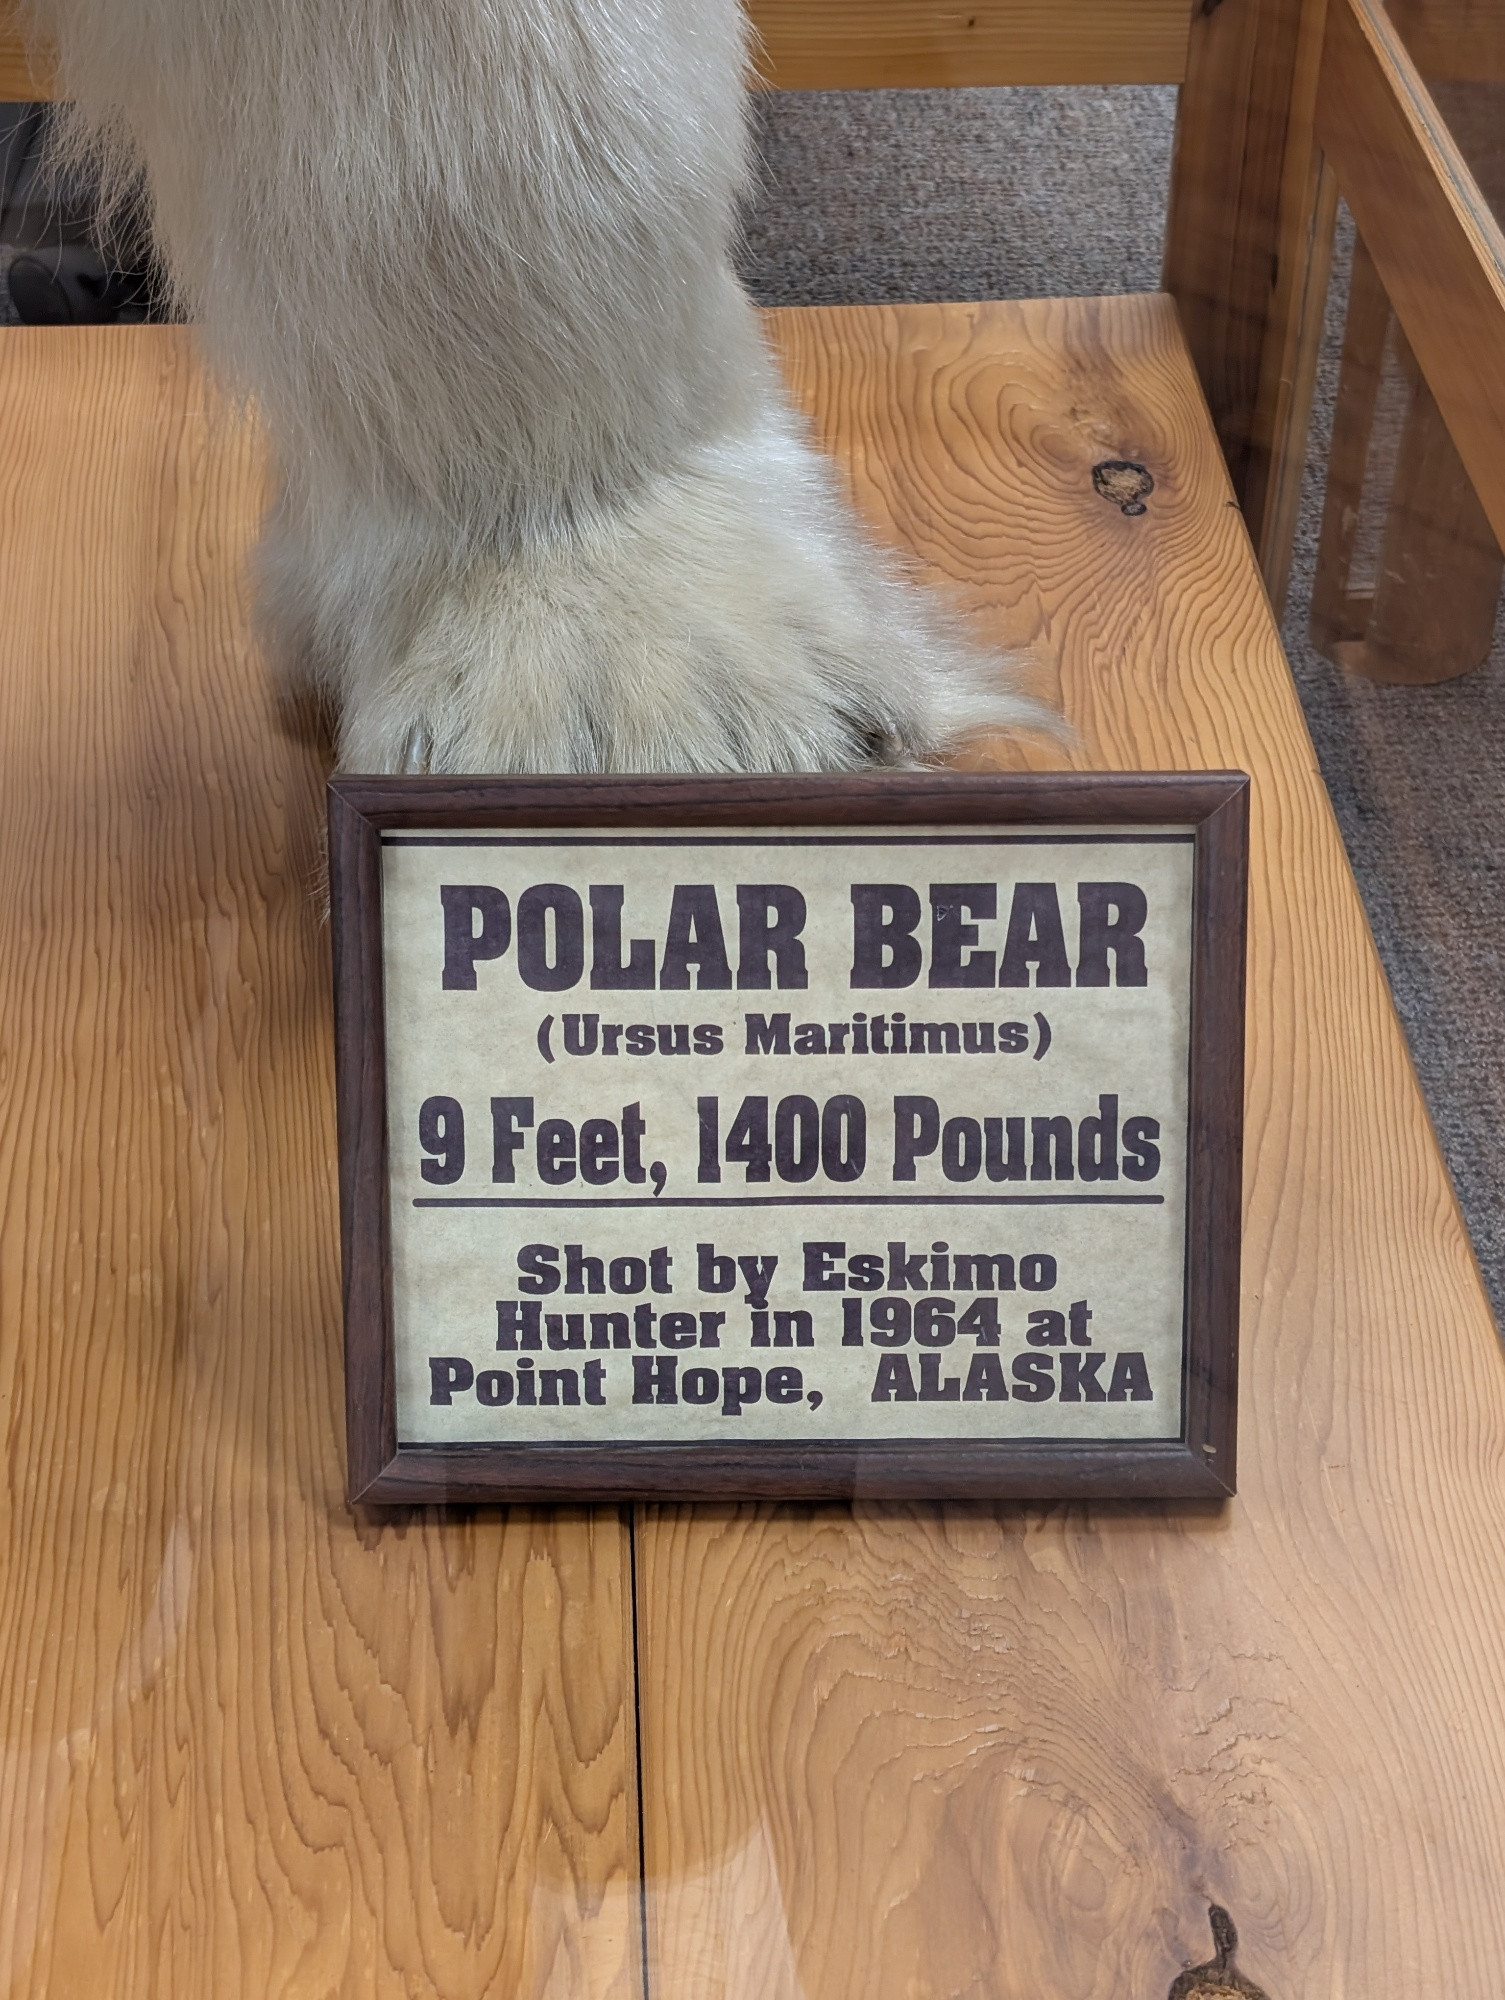 POLAR BEAR
(Ursus Maritimus)
9 Feet, 1400 Pounds
Shot by Eskimo
Hunter in 1964 at
Point Hope, ALASKA